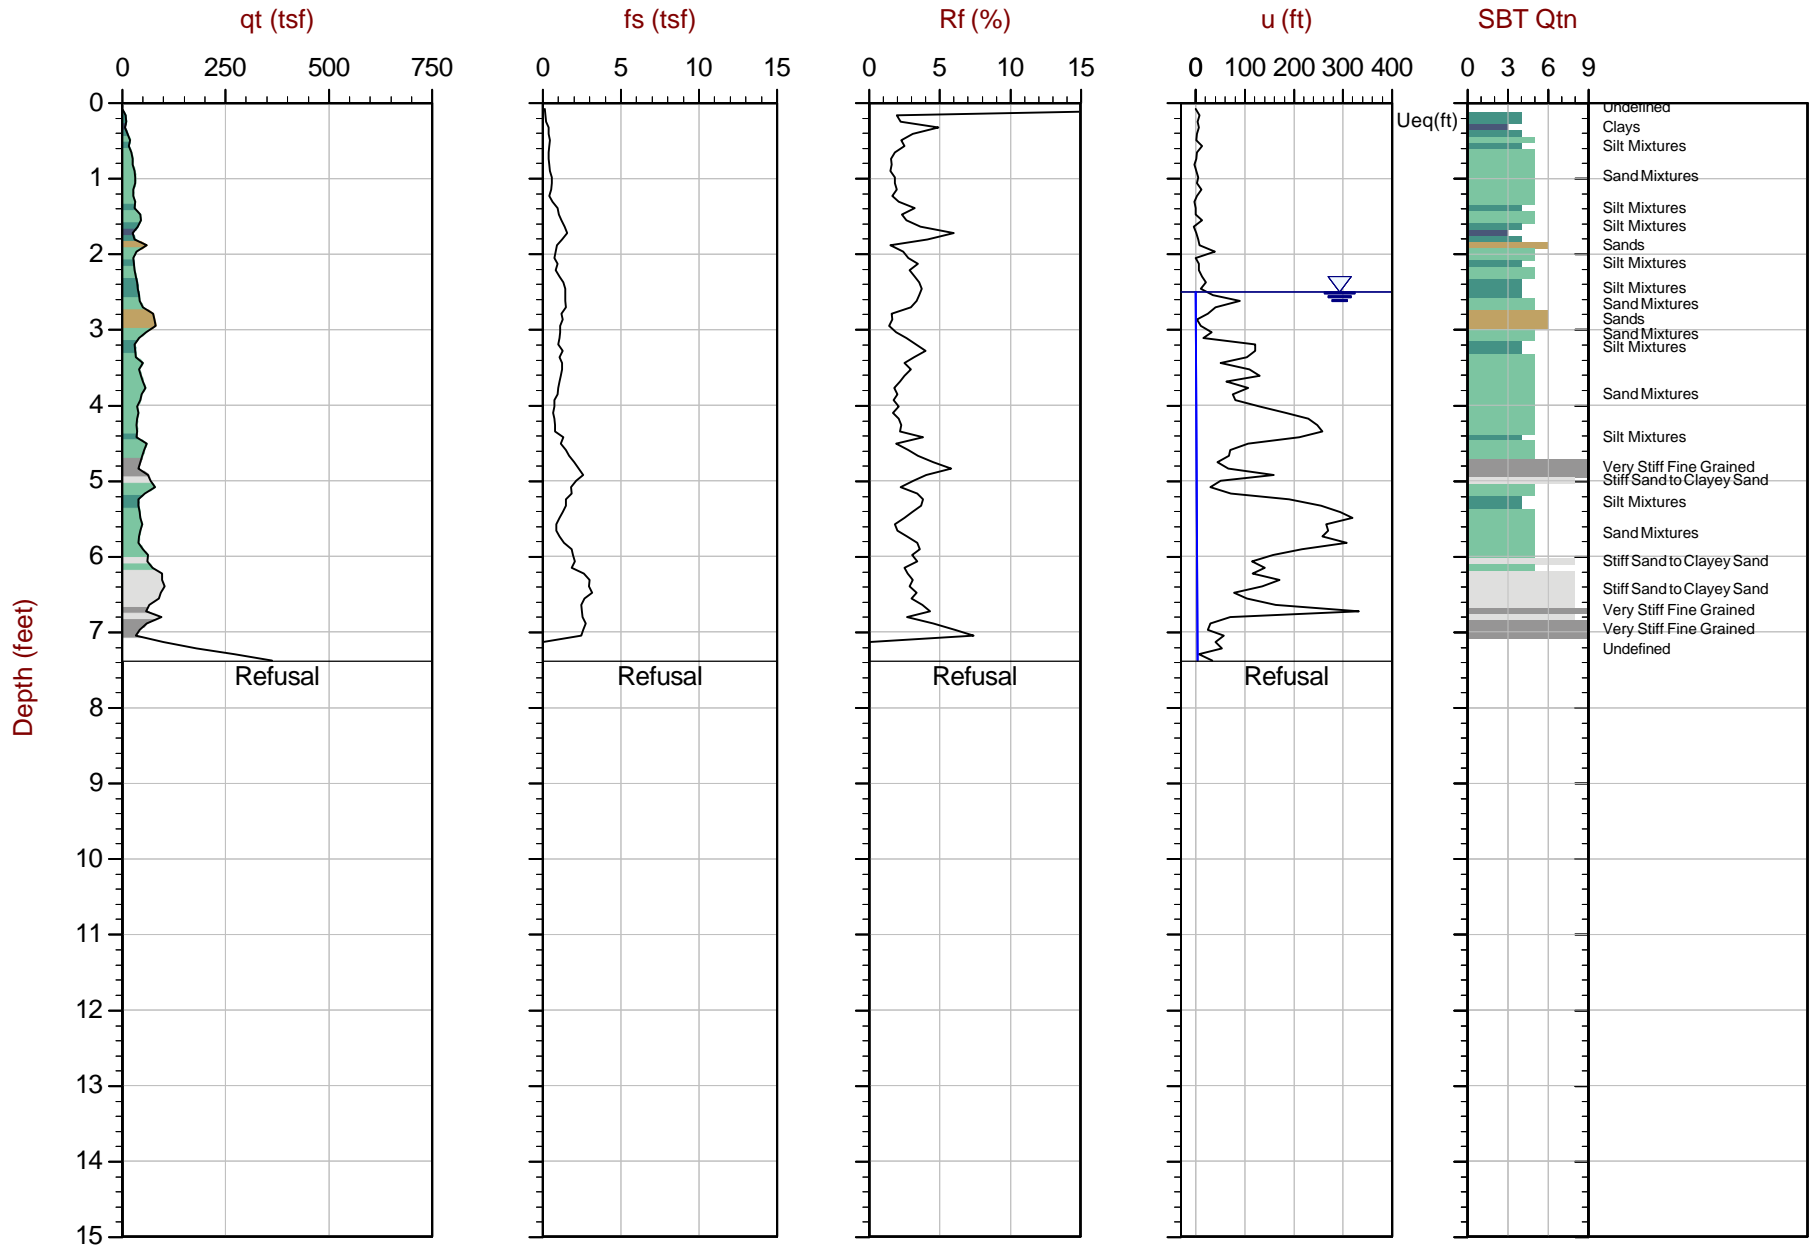 qt (tsf) fs (tsf) Rf (%) u (ft) SBT Qtn
0 250 500 750 0 5 10 15 0 5 10 15 0 100 200 300 400 0 3 6 9
Ueq(ft)
Depth (feet)
0
1
2
3
4
5
6
7
8
9
10
11
12
13
14
15
Refusal Refusal Refusal Refusal
Undefined
Clays
Silt Mixtures
Sand Mixtures
Silt Mixtures
Silt Mixtures
Sands
Silt Mixtures
Silt Mixtures
Sand Mixtures
Sands
Sand Mixtures
Silt Mixtures
Sand Mixtures
Silt Mixtures
Very Stiff Fine Grained
Stiff Sand to Clayey Sand
Silt Mixtures
Sand Mixtures
Stiff Sand to Clayey Sand
Stiff Sand to Clayey Sand
Very Stiff Fine Grained
Very Stiff Fine Grained
Undefined